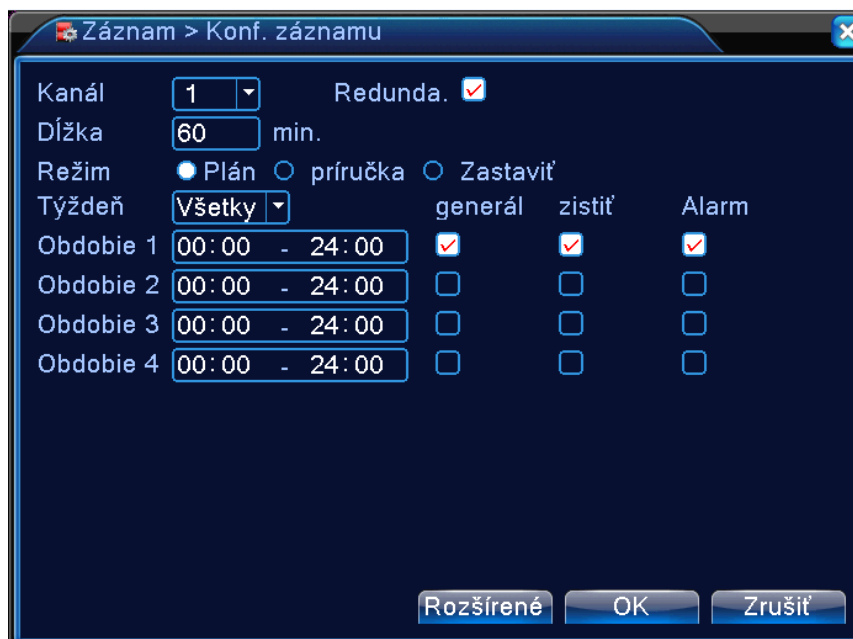 Záznam > Konf. záznamu
Kanál 1 Redunda.
Dĺžka 60 min.
Režim Plán príručka Zastaviť
Týždeň Všetky generál zistiť Alarm
Obdobie 1 00:00 - 24:00
Obdobie 2 00:00 - 24:00
Obdobie 3 00:00 - 24:00
Obdobie 4 00:00 - 24:00
Rozšírené OK Zrušiť